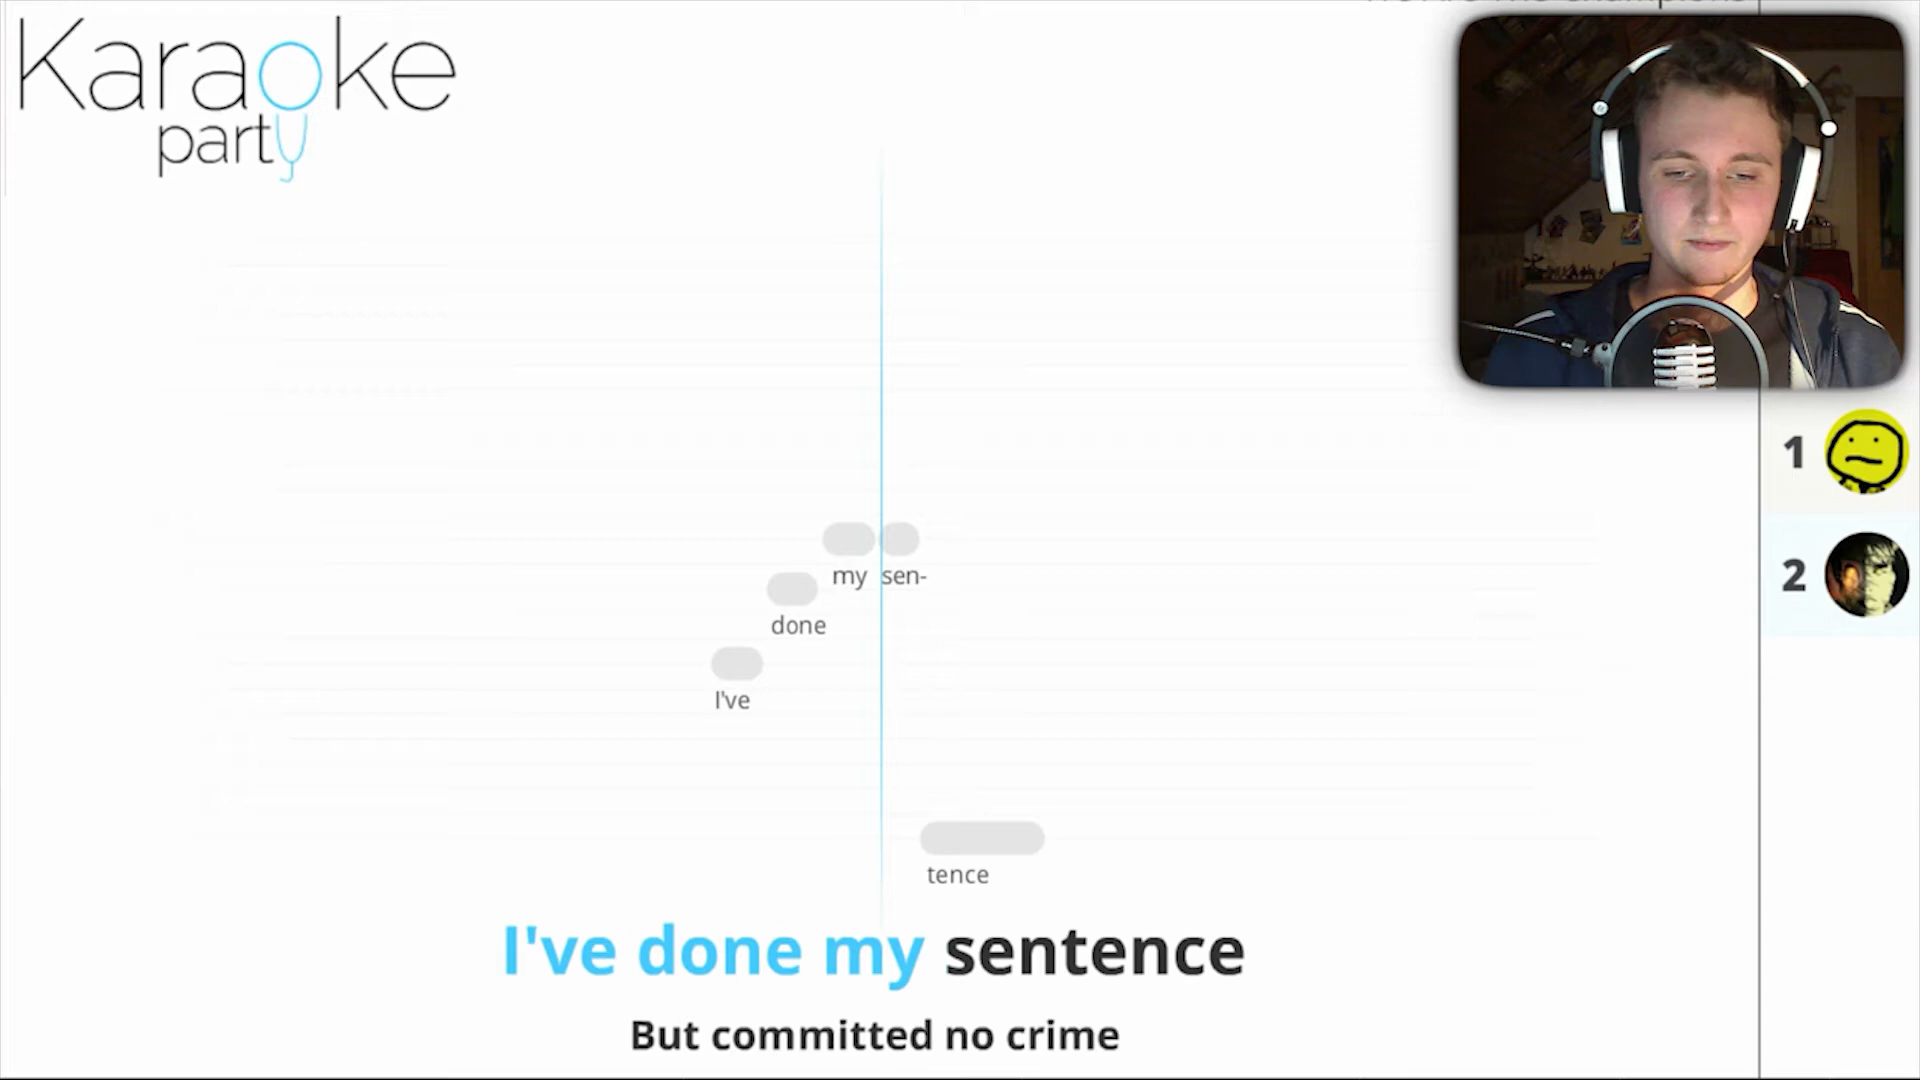 Karaoke
party
1
my sen-
2
done
I've
tence
I've done my sentence
But committed no crime